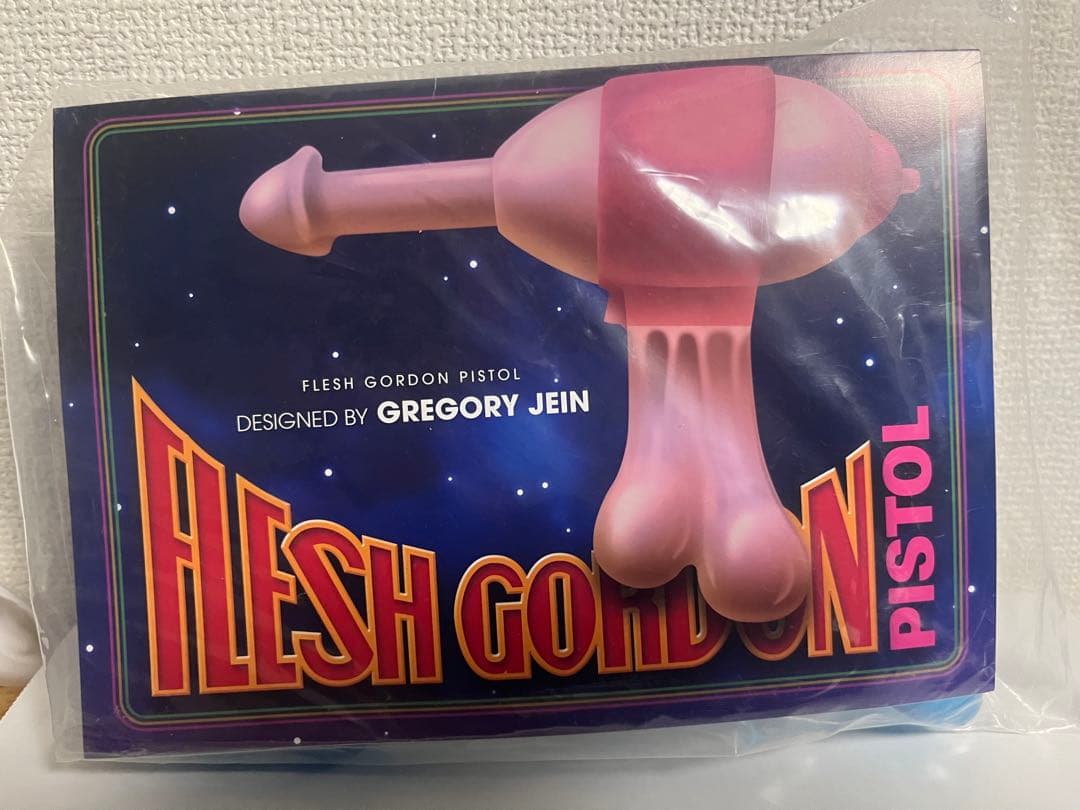 FLESH GORDON PISTOL
DESIGNED BY GREGORY JEIN
FLESH GORDON
PISTOL